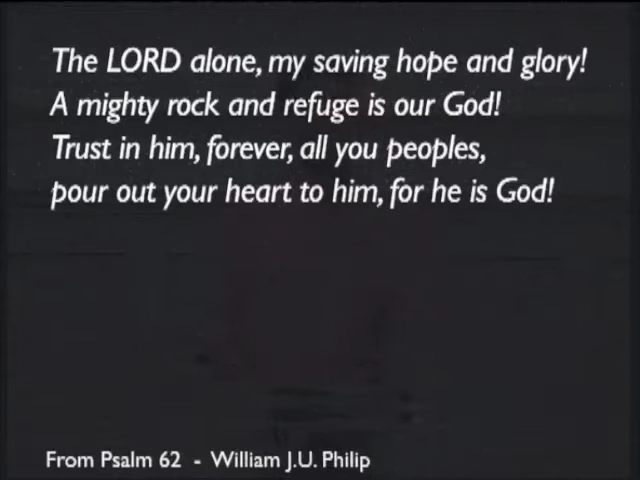 The LORD alone, my saving hope and glory!
A mighty rock and refuge is our God!
Trust in him, forever, all you peoples,
pour out your heart to him, for he is God!
From Psalm 62 - William J.U. Philip